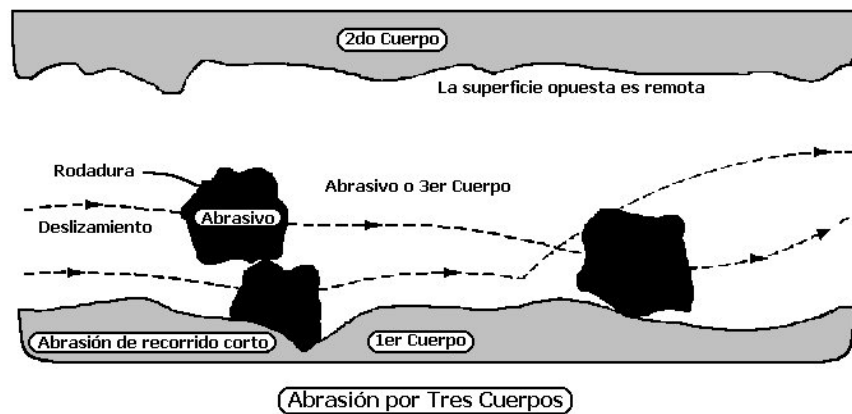 2do Cuerpo
La superficie opuesta es remota
Rodadura
Abrasivo o 3er Cuerpo
Abrasivo
Deslizamiento
Abrasión de recorrido corto
1er Cuerpo
Abrasión por Tres Cuerpos